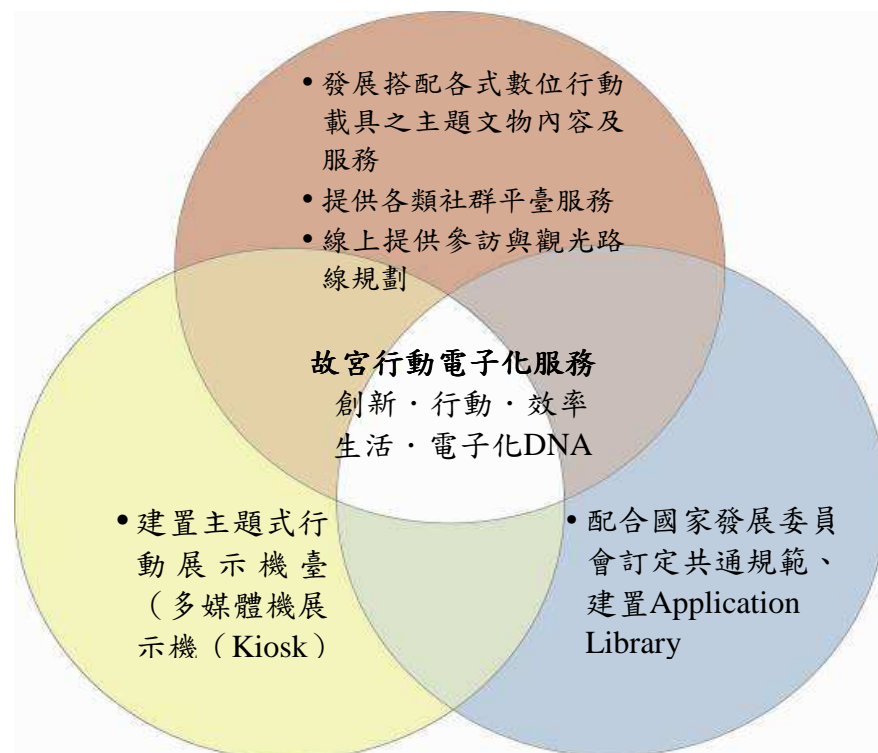 • 發展搭配各式數位行動
載具之主題文物內容及
服務
• 提供各類社群平臺服務
• 線上提供參訪與觀光路
線規劃
故宮行動電子化服務
創新・行動・效率
生活・電子化DNA
• 建置主題式行
動展示機臺
（多媒體機展
示機（Kiosk）
• 配合國家發展委員
會訂定共通規範、
建置Application
Library